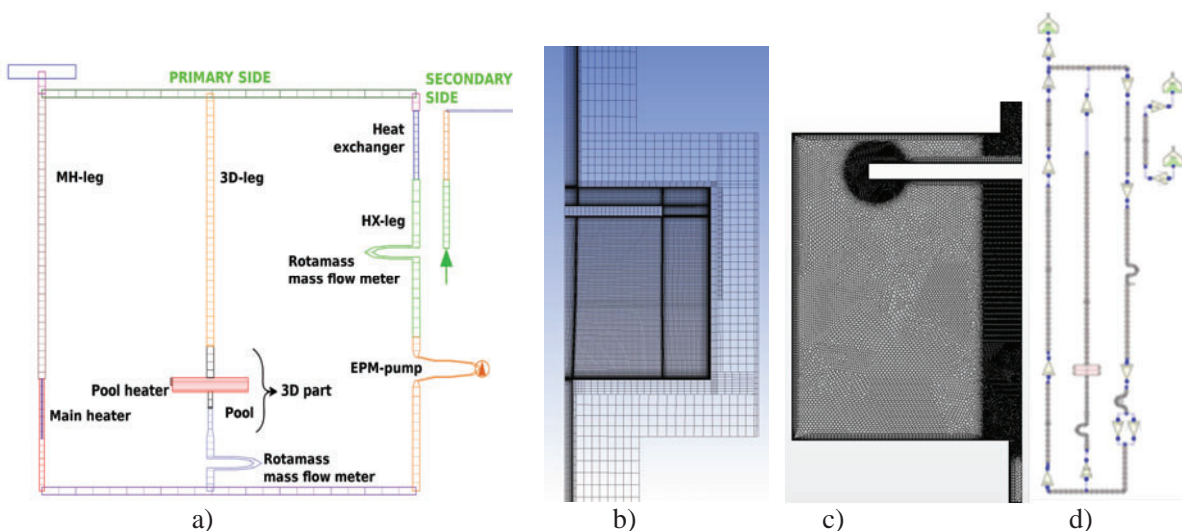 PRIMARY SIDE
SECONDARY
SIDE
Heat
exchanger
MH-leg
3D-leg
HX-leg
Rotamass
mass flow meter
EPM-pump
Pool heater
3D part
Main heater
Pool
Rotamass
mass flow meter
a)
b)
c)
d)